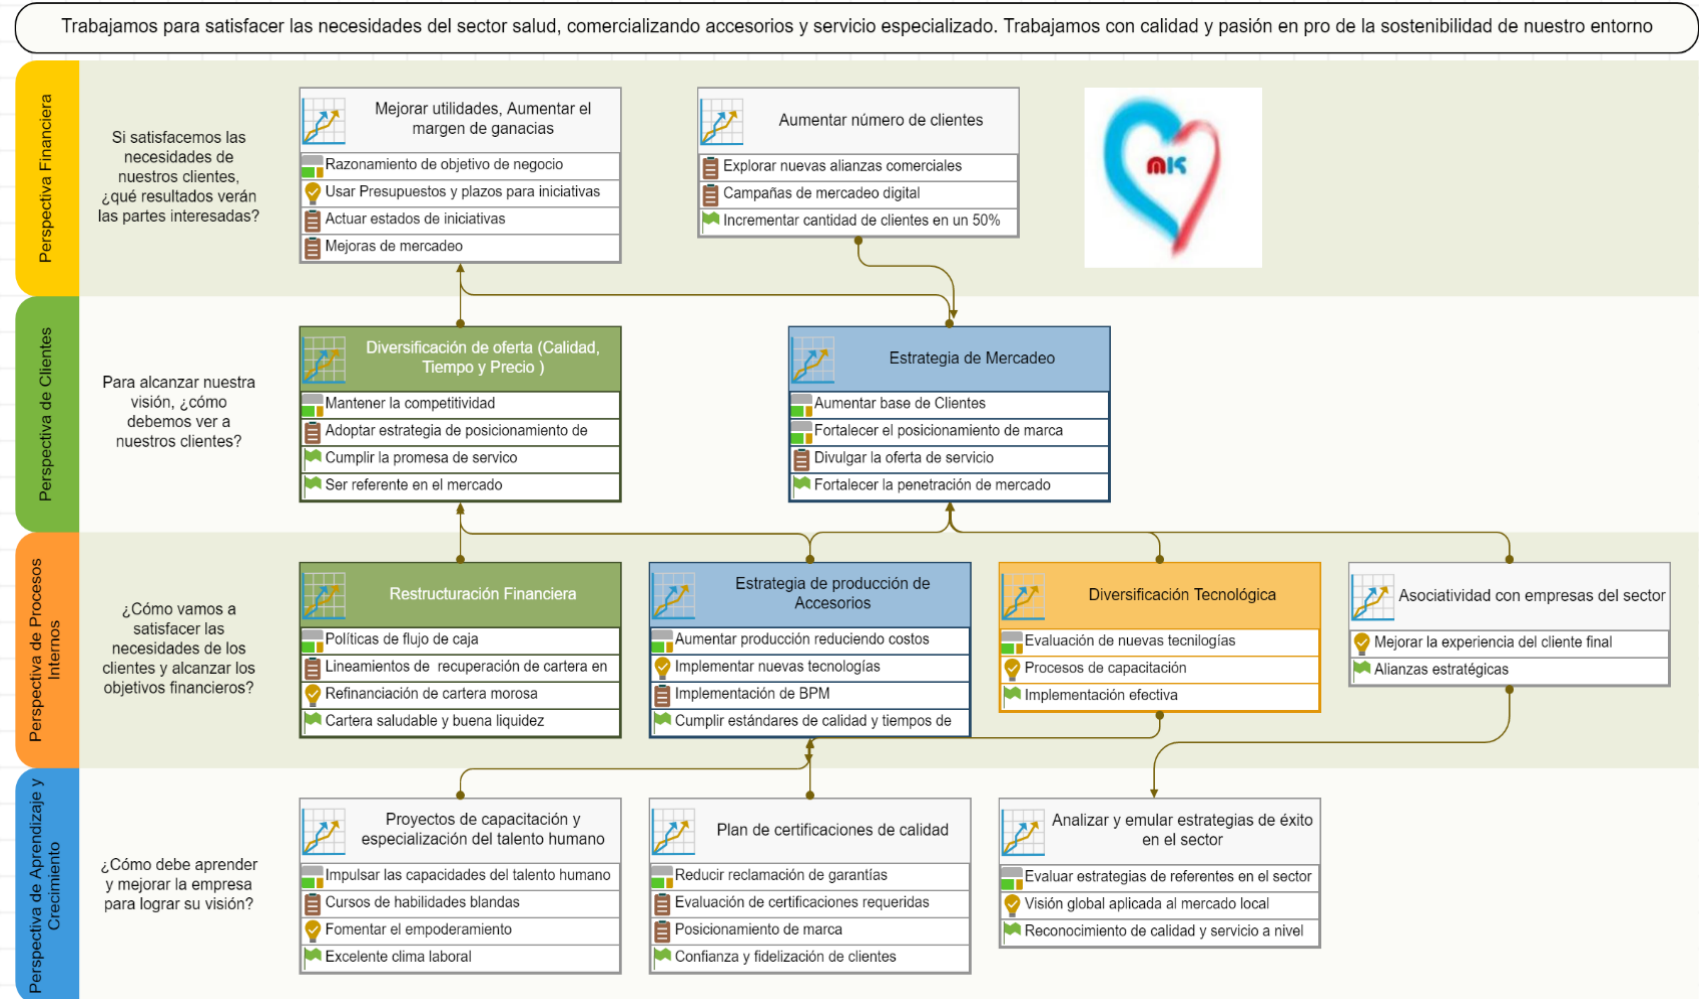 Trabajamos para satisfacer las necesidades del sector salud, comercializando accesorios y servicio especializado. Trabajamos con calidad y pasión en pro de la sostenibilidad de nuestro entorno
Perspectiva Financiera
Si satisfacemos las
necesidades de
nuestros clientes,
¿qué resultados verán
las partes interesadas?
Mejorar utilidades, Aumentar el
margen de ganacias
Razonamiento de objetivo de negocio
Usar Presupuestos y plazos para iniciativas
Actuar estados de iniciativas
Mejoras de mercadeo
Aumentar número de clientes
Explorar nuevas alianzas comerciales
Campañas de mercadeo digital
Incrementar cantidad de clientes en un 50%
mk
Perspectiva de Clientes
Para alcanzar nuestra
visión, ¿cómo
debemos ver a
nuestros clientes?
Diversificación de oferta (Calidad,
Tiempo y Precio )
Mantener la competitividad
Adoptar estrategia de posicionamiento de
Cumplir la promesa de servico
Ser referente en el mercado
Estrategia de Mercadeo
Aumentar base de Clientes
Fortalecer el posicionamiento de marca
Divulgar la oferta de servicio
Fortalecer la penetración de mercado
Perspectiva de Procesos
Internos
¿Cómo vamos a
satisfacer las
necesidades de los
clientes y alcanzar los
objetivos financieros?
Restructuración Financiera
Políticas de flujo de caja
Lineamientos de recuperación de cartera en
Refinanciación de cartera morosa
Cartera saludable y buena liquidez
Estrategia de producción de
Accesorios
Aumentar producción reduciendo costos
Implementar nuevas tecnologías
Implementación de BPM
Cumplir estándares de calidad y tiempos de
Diversificación Tecnológica
Evaluación de nuevas tecnilogías
Procesos de capacitación
Implementación efectiva
Asociatividad con empresas del sector
Mejorar la experiencia del cliente final
Alianzas estratégicas
Perspectiva de Aprendizaje y
Crecimiento
¿Cómo debe aprender
y mejorar la empresa
para lograr su visión?
Proyectos de capacitación y
especialización del talento humano
Impulsar las capacidades del talento humano
Cursos de habilidades blandas
Fomentar el empoderamiento
Excelente clima laboral
Plan de certificaciones de calidad
Reducir reclamación de garantías
Evaluación de certificaciones requeridas
Posicionamiento de marca
Confianza y fidelización de clientes
Analizar y emular estrategias de éxito
en el sector
Evaluar estrategias de referentes en el sector
Visión global aplicada al mercado local
Reconocimiento de calidad y servicio a nivel